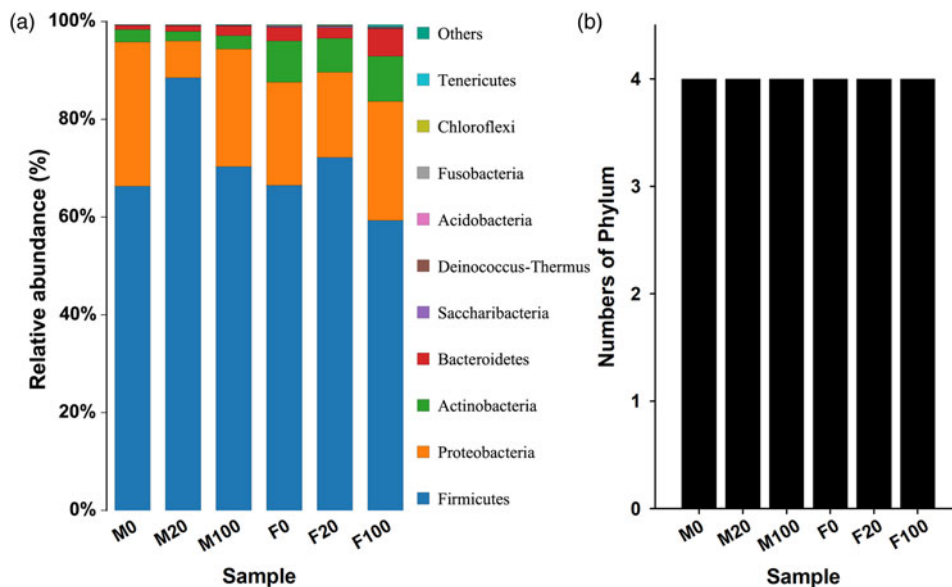 (a)
Relative abundance (%)
100%
80%
60%
40%
20%
0%
M0
M20
M100
F0
F20
F100
Sample
Others
Tenericutes
Chloroflexi
Fusobacteria
Acidobacteria
Deinococcus-Thermus
Saccharibacteria
Bacteroidetes
Actinobacteria
Proteobacteria
Firmicutes
(b)
Numbers of Phylum
4
3
2
1
0
M0
M20
M100
F0
F20
F100
Sample